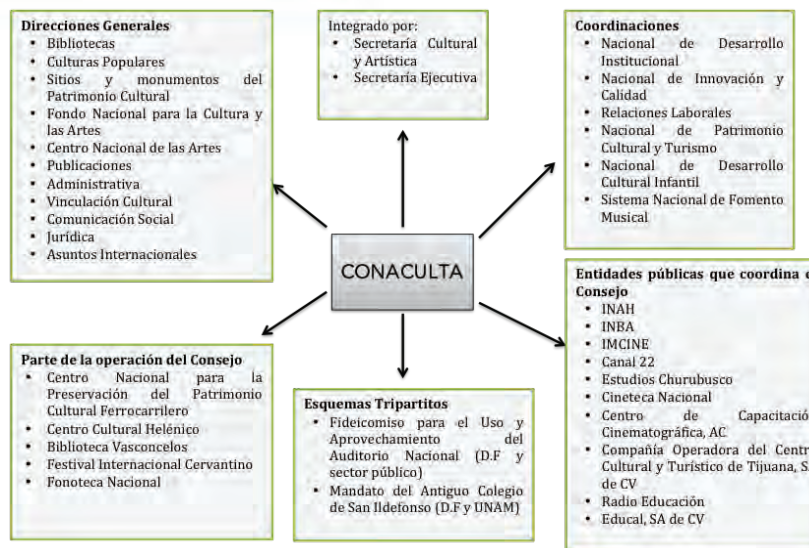 Direcciones Generales
• Bibliotecas
• Culturas Populares
• Sitios y monumentos del
Patrimonio Cultural
• Fondo Nacional para la Cultura y
las Artes
• Centro Nacional de las Artes
• Publicaciones
• Administrativa
• Vinculación Cultural
• Comunicación Social
• Jurídica
• Asuntos Internacionales
Integrado por:
• Secretaría Cultural
y Artística
• Secretaría Ejecutiva
Coordinaciones
• Nacional de Desarrollo
Institucional
• Nacional de Innovación y
Calidad
• Relaciones Laborales
• Nacional de Patrimonio
Cultural y Turismo
• Nacional de Desarrollo
Cultural Infantil
• Sistema Nacional de Fomento
Musical
CONACULTA
Parte de la operación del Consejo
• Centro Nacional para la
Preservación del Patrimonio
Cultural Ferrocarrilero
• Centro Cultural Helénico
• Biblioteca Vasconcelos
• Festival Internacional Cervantino
• Fonoteca Nacional
Esquemas Tripartitos
• Fideicomiso para el Uso y
Aprovechamiento del
Auditorio Nacional (D.F y
sector público)
• Mandato del Antiguo Colegio
de San Ildefonso (D.F y UNAM)
Entidades públicas que coordina e
Consejo
• INAH
• INBA
• IMCINE
• Canal 22
• Estudios Churubusco
• Cineteca Nacional
• Centro de Capacitació
Cinematográfica, AC
• Compañía Operadora del Centr
Cultural y Turístico de Tijuana, S
de CV
• Radio Educación
• Educal, SA de CV